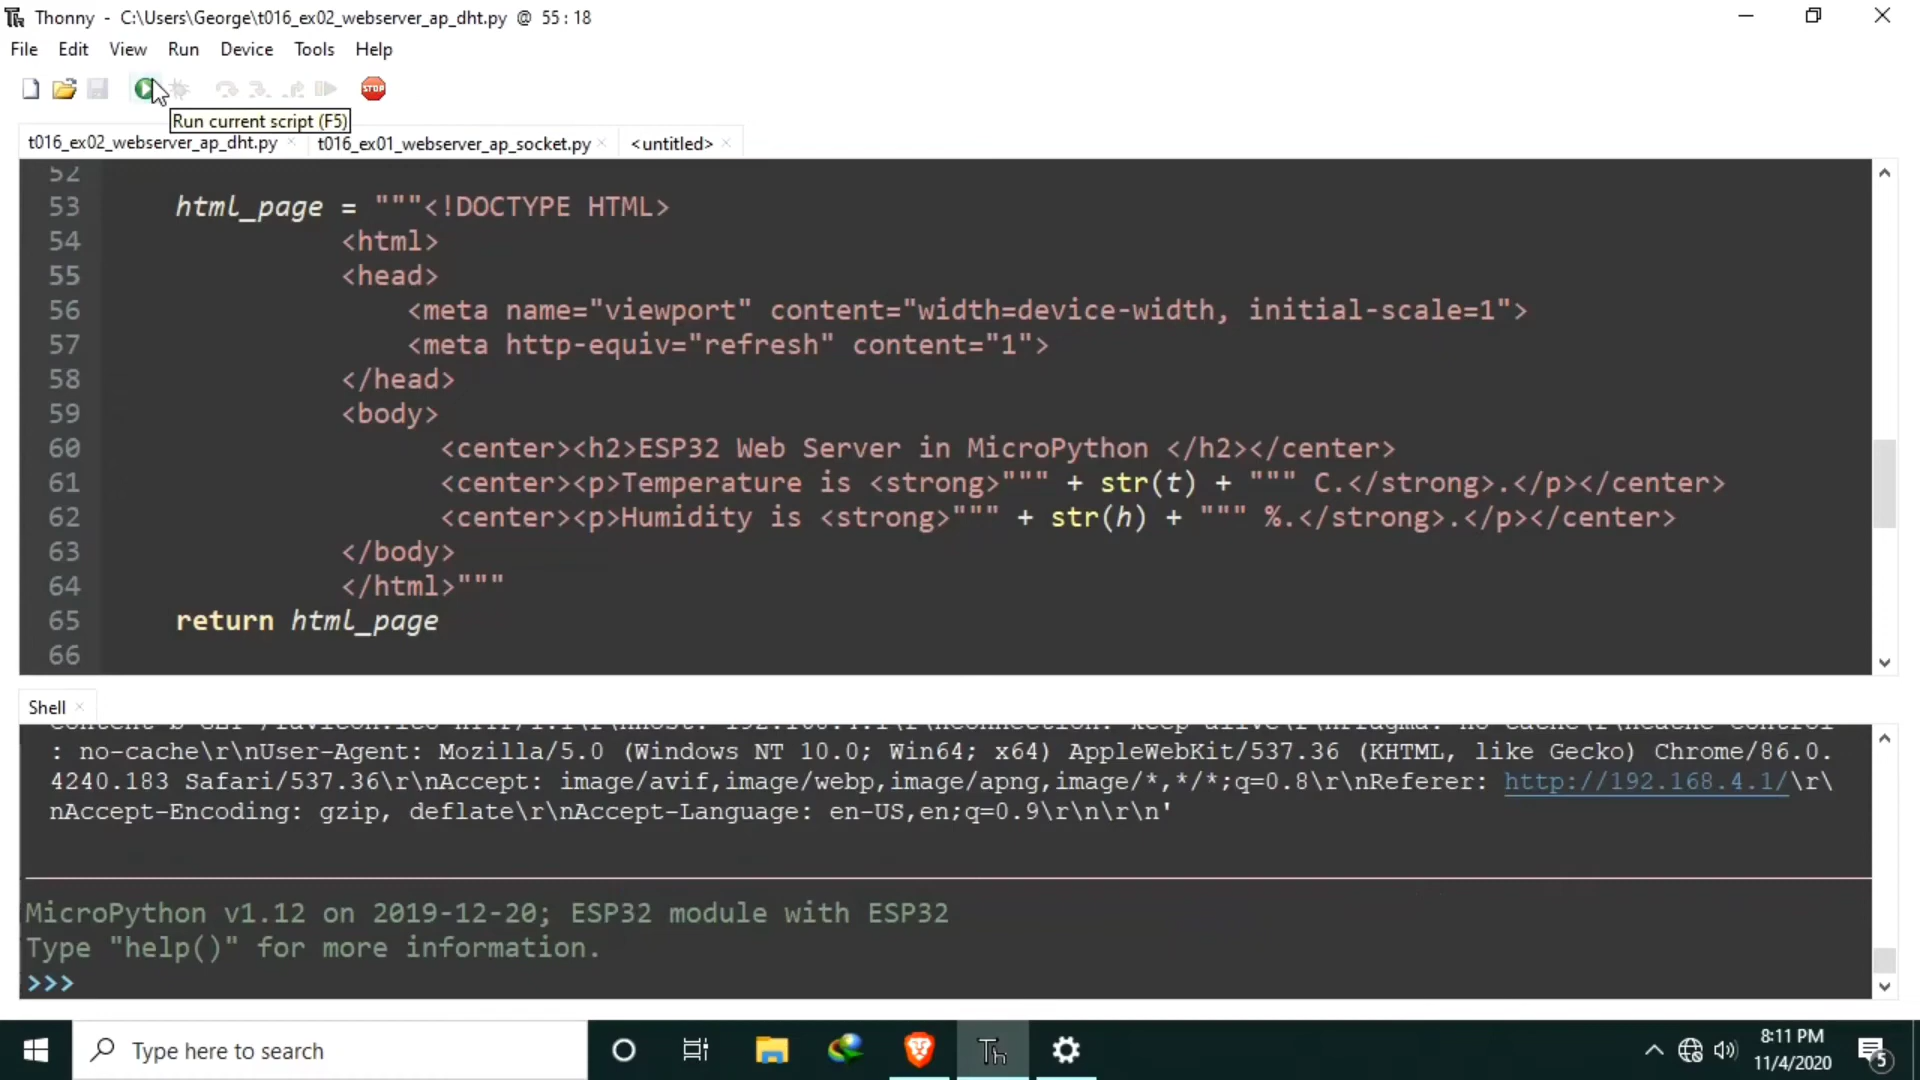 Thonny - C:\Users\George\t016_ex02_webserver_ap_dht.py @ 55:18
File Edit View Run Device Tools Help
STOP
Run current script (F5)
t016_ex02_webserver_ap_dht.py × t016_ex01_webserver_ap_socket.py × <untitled> ×
52
53 html_page = """<!DOCTYPE HTML>
54 <html>
55 <head>
56 <meta name="viewport" content="width=device-width, initial-scale=1">
57 <meta http-equiv="refresh" content="1">
58 </head>
59 <body>
60 <center><h2>ESP32 Web Server in MicroPython </h2></center>
61 <center><p>Temperature is <strong>""" + str(t) + """ C.</strong>.</p></center>
62 <center><p>Humidity is <strong>""" + str(h) + """ %.</strong>.</p></center>
63 </body>
64 </html>"""
65 return html_page
66
Shell ×
: no-cache\r\nUser-Agent: Mozilla/5.0 (Windows NT 10.0; Win64; x64) AppleWebKit/537.36 (KHTML, like Gecko) Chrome/86.0.
4240.183 Safari/537.36\r\nAccept: image/avif,image/webp,image/apng,image/*,*/*;q=0.8\r\nReferer: http://192.168.4.1/\r\
nAccept-Encoding: gzip, deflate\r\nAccept-Language: en-US,en;q=0.9\r\n\r\n'
MicroPython v1.12 on 2019-12-20; ESP32 module with ESP32
Type "help()" for more information.
>>>
Type here to search
Th
8:11 PM
11/4/2020
5